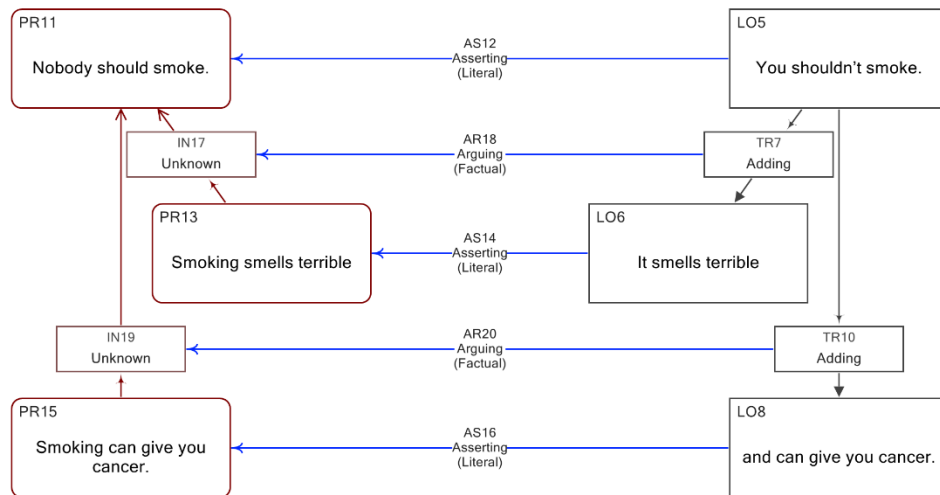 PR11
Nobody should smoke.
AS12
Asserting
(Literal)
LO5
You shouldn’t smoke.
IN17
Unknown
AR18
Arguing
(Factual)
TR7
Adding
PR13
Smoking smells terrible
AS14
Asserting
(Literal)
LO6
It smells terrible
IN19
Unknown
AR20
Arguing
(Factual)
TR10
Adding
PR15
Smoking can give you
cancer.
AS16
Asserting
(Literal)
LO8
and can give you cancer.